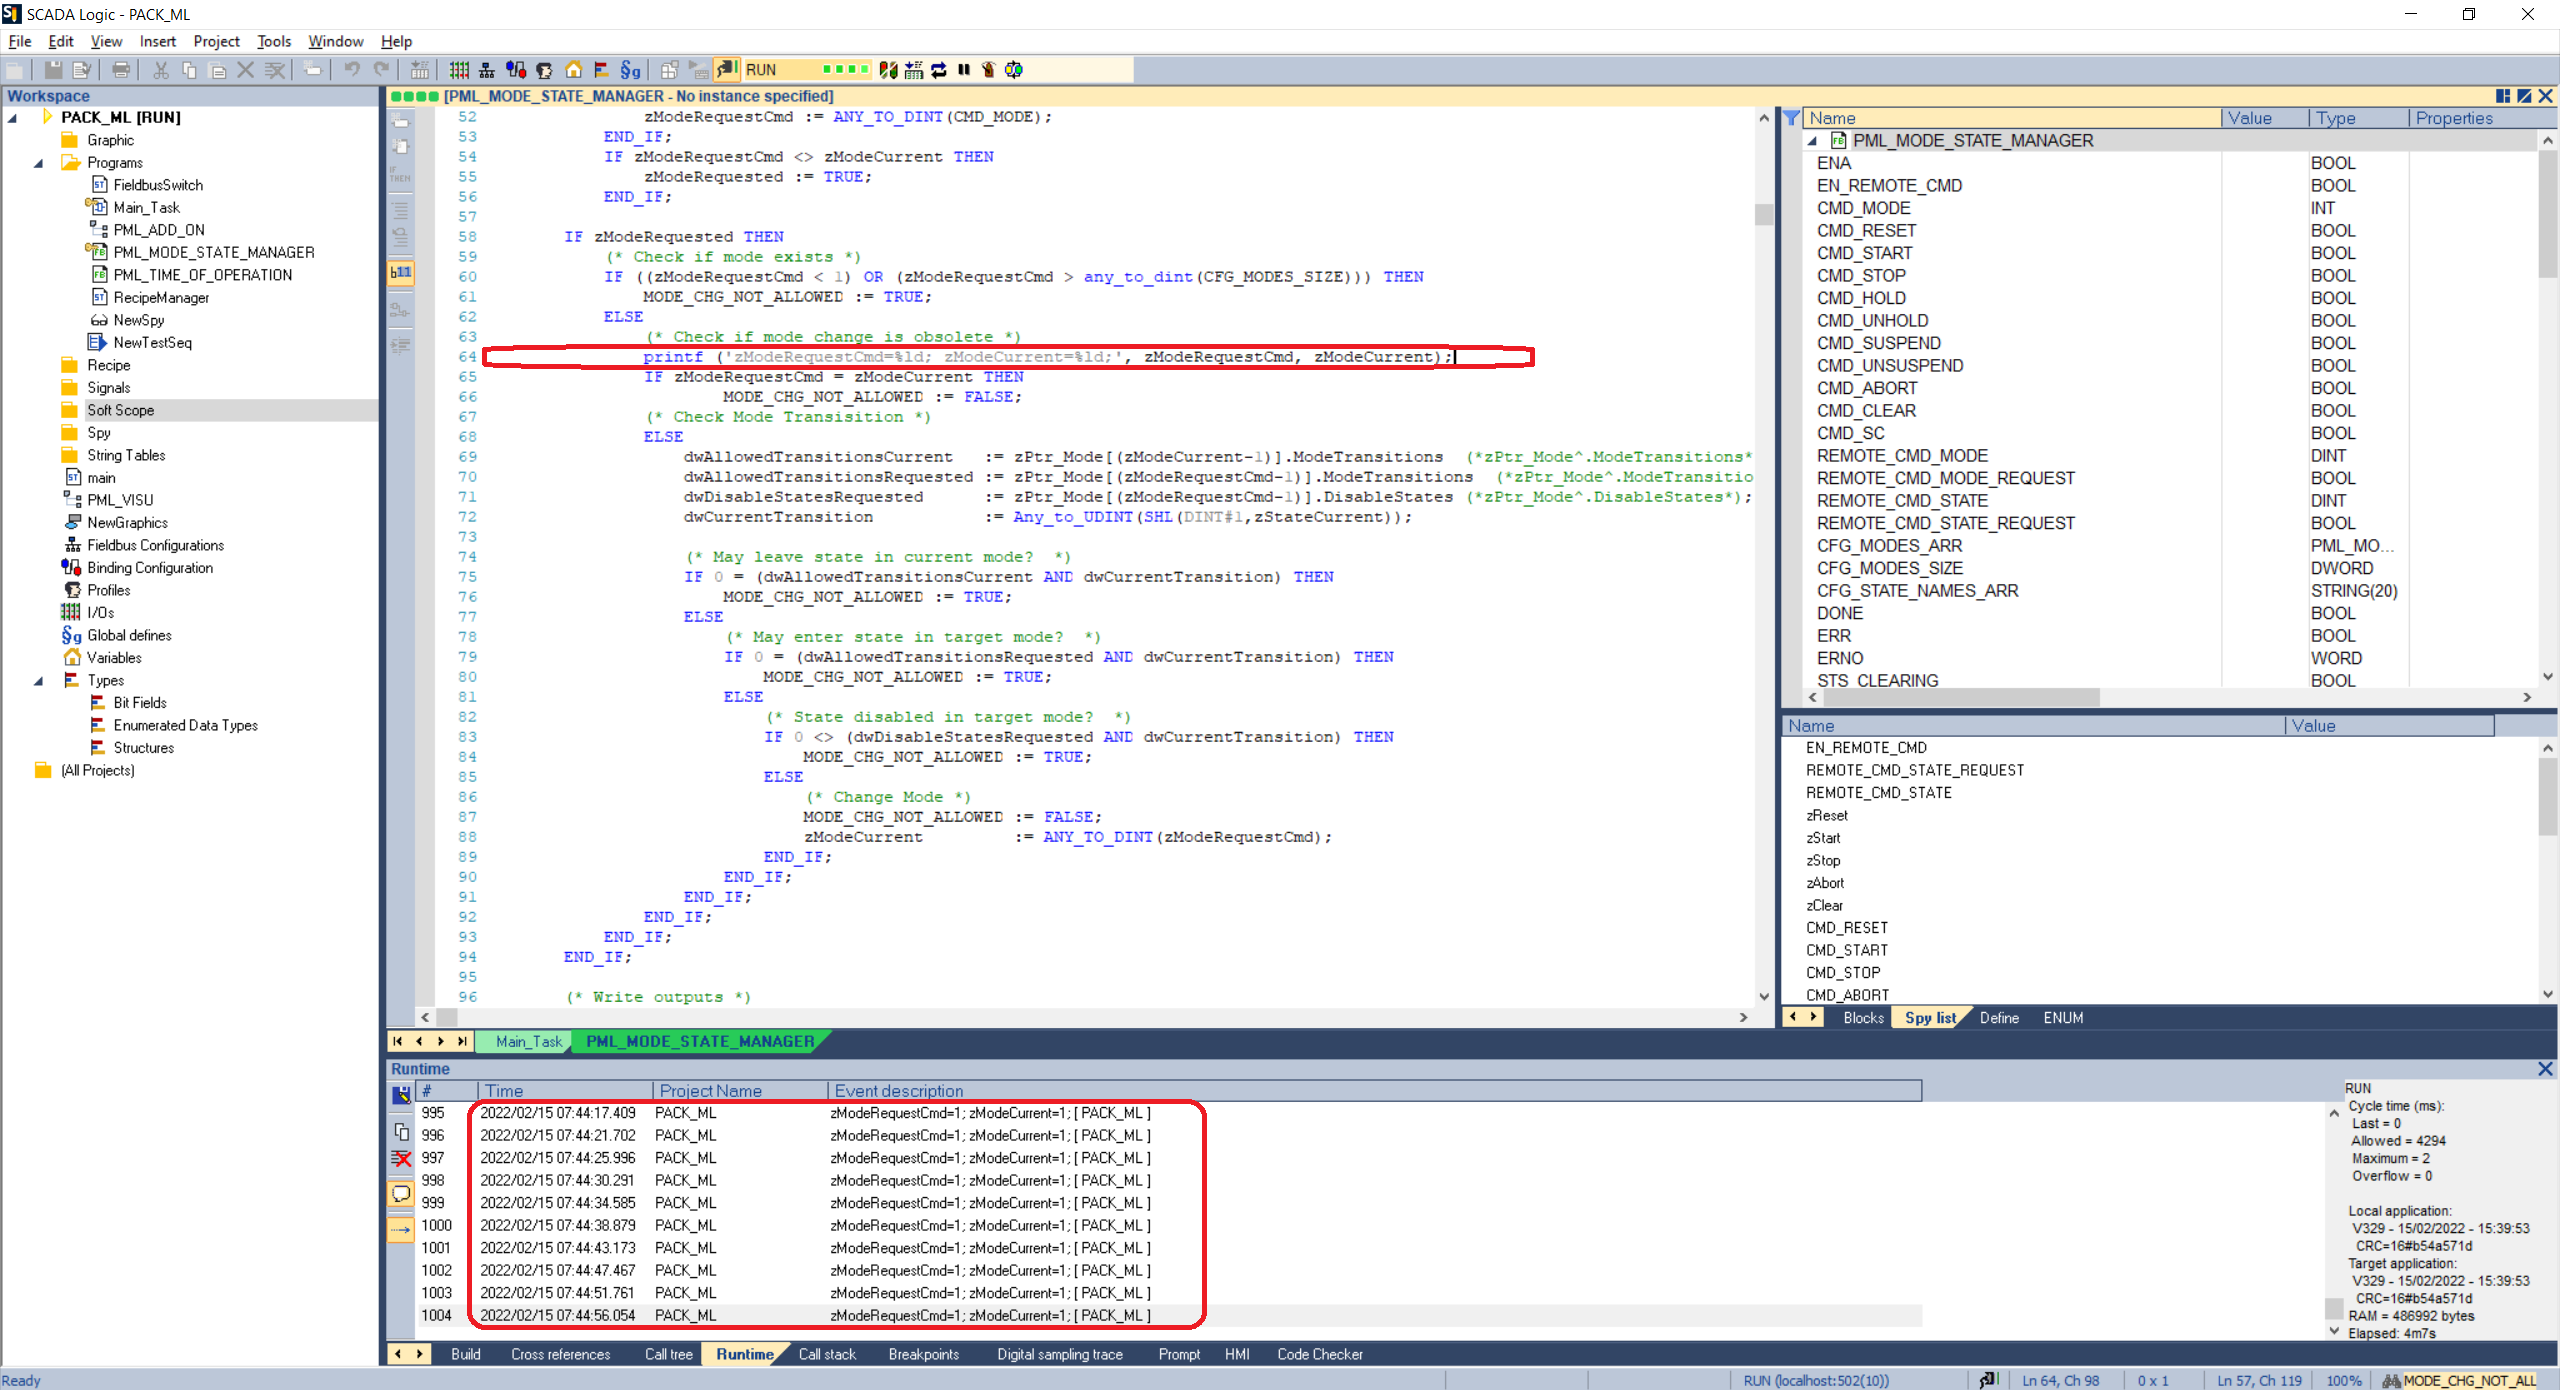 SCADA Logic - PACK_ML
File Edit View Insert Project Tools Window Help
RUN
Workspace
PACK_ML [RUN]
Graphic
Programs
FieldbusSwitch
Main_Task
PML_ADD_ON
PML_MODE_STATE_MANAGER
PML_TIME_OF_OPERATION
RecipeManager
NewSpy
NewTestSeq
Recipe
Signals
Soft Scope
Spy
String Tables
main
PML_VISU
NewGraphics
Fieldbus Configurations
Binding Configuration
Profiles
I/Os
Global defines
Variables
Types
Bit Fields
Enumerated Data Types
Structures
(All Projects)
[PML_MODE_STATE_MANAGER - No instance specified]
52 zModeRequestCmd := ANY_TO_DINT(CMD_MODE);
53 END_IF;
54 IF zModeRequestCmd <> zModeCurrent THEN
55 zModeRequested := TRUE;
56 END_IF;
57
58 IF zModeRequested THEN
59 (* Check if mode exists *)
60 IF ((zModeRequestCmd < 1) OR (zModeRequestCmd > any_to_dint(CFG_MODES_SIZE))) THEN
61 MODE_CHG_NOT_ALLOWED := TRUE;
62 ELSE
63 (* Check if mode change is obsolete *)
64 printf ('zModeRequestCmd=%ld; zModeCurrent=%ld;', zModeRequestCmd, zModeCurrent);
65 IF zModeRequestCmd = zModeCurrent THEN
66 MODE_CHG_NOT_ALLOWED := FALSE;
67 (* Check Mode Transisition *)
68 ELSE
69 dwAllowedTransitionsCurrent := zPtr_Mode[(zModeCurrent-1)].ModeTransitions (*zPtr_Mode^.ModeTransitions*
70 dwAllowedTransitionsRequested := zPtr_Mode[(zModeRequestCmd-1)].ModeTransitions (*zPtr_Mode^.ModeTransitio
71 dwDisableStatesRequested := zPtr_Mode[(zModeRequestCmd-1)].DisableStates (*zPtr_Mode^.DisableStates*);
72 dwCurrentTransition := Any_to_UDINT(SHL(DINT#1,zStateCurrent));
73
74 (* May leave state in current mode? *)
75 IF 0 = (dwAllowedTransitionsCurrent AND dwCurrentTransition) THEN
76 MODE_CHG_NOT_ALLOWED := TRUE;
77 ELSE
78 (* May enter state in target mode? *)
79 IF 0 = (dwAllowedTransitionsRequested AND dwCurrentTransition) THEN
80 MODE_CHG_NOT_ALLOWED := TRUE;
81 ELSE
82 (* State disabled in target mode? *)
83 IF 0 <> (dwDisableStatesRequested AND dwCurrentTransition) THEN
84 MODE_CHG_NOT_ALLOWED := TRUE;
85 ELSE
86 (* Change Mode *)
87 MODE_CHG_NOT_ALLOWED := FALSE;
88 zModeCurrent := ANY_TO_DINT(zModeRequestCmd);
89 END_IF;
90 END_IF;
91 END_IF;
92 END_IF;
93 END_IF;
94 END_IF;
95
96 (* Write outputs *)
Main_Task PML_MODE_STATE_MANAGER
Name Value Type Properties
PML_MODE_STATE_MANAGER
ENA BOOL
EN_REMOTE_CMD BOOL
CMD_MODE INT
CMD_RESET BOOL
CMD_START BOOL
CMD_STOP BOOL
CMD_HOLD BOOL
CMD_UNHOLD BOOL
CMD_SUSPEND BOOL
CMD_UNSUSPEND BOOL
CMD_ABORT BOOL
CMD_CLEAR BOOL
CMD_SC BOOL
REMOTE_CMD_MODE DINT
REMOTE_CMD_MODE_REQUEST BOOL
REMOTE_CMD_STATE DINT
REMOTE_CMD_STATE_REQUEST BOOL
CFG_MODES_ARR PML_MO...
CFG_MODES_SIZE DWORD
CFG_STATE_NAMES_ARR STRING(20)
DONE BOOL
ERR BOOL
ERNO WORD
STS_CLEARING BOOL
Name Value
EN_REMOTE_CMD
REMOTE_CMD_STATE_REQUEST
REMOTE_CMD_STATE
zReset
zStart
zStop
zAbort
zClear
CMD_RESET
CMD_START
CMD_STOP
CMD_ABORT
Blocks Spy list Define ENUM
Runtime
# Time Project Name Event description
995 2022/02/15 07:44:17.409 PACK_ML zModeRequestCmd=1; zModeCurrent=1; [ PACK_ML ]
996 2022/02/15 07:44:21.702 PACK_ML zModeRequestCmd=1; zModeCurrent=1; [ PACK_ML ]
997 2022/02/15 07:44:25.996 PACK_ML zModeRequestCmd=1; zModeCurrent=1; [ PACK_ML ]
998 2022/02/15 07:44:30.291 PACK_ML zModeRequestCmd=1; zModeCurrent=1; [ PACK_ML ]
999 2022/02/15 07:44:34.585 PACK_ML zModeRequestCmd=1; zModeCurrent=1; [ PACK_ML ]
1000 2022/02/15 07:44:38.879 PACK_ML zModeRequestCmd=1; zModeCurrent=1; [ PACK_ML ]
1001 2022/02/15 07:44:43.173 PACK_ML zModeRequestCmd=1; zModeCurrent=1; [ PACK_ML ]
1002 2022/02/15 07:44:47.467 PACK_ML zModeRequestCmd=1; zModeCurrent=1; [ PACK_ML ]
1003 2022/02/15 07:44:51.761 PACK_ML zModeRequestCmd=1; zModeCurrent=1; [ PACK_ML ]
1004 2022/02/15 07:44:56.054 PACK_ML zModeRequestCmd=1; zModeCurrent=1; [ PACK_ML ]
RUN
Cycle time (ms):
Last = 0
Allowed = 4294
Maximum = 2
Overflow = 0
Local application:
V329 - 15/02/2022 - 15:39:53
CRC=16#b54a571d
Target application:
V329 - 15/02/2022 - 15:39:53
CRC=16#b54a571d
RAM = 486992 bytes
Elapsed: 4m7s
Build Cross references Call tree Runtime Call stack Breakpoints Digital sampling trace Prompt HMI Code Checker
Ready RUN (localhost:502(10)) Ln 64, Ch 98 0 x 1 Ln 57, Ch 119 100% MODE_CHG_NOT_ALL